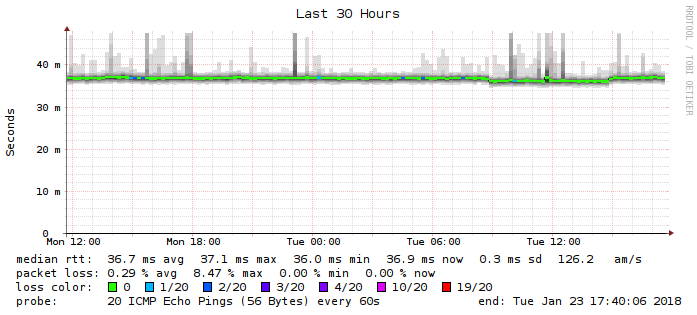 Last 30 Hours
RRDTOOL / TOBI OETIKER
Seconds
40 m
30 m
20 m
10 m
0
Mon 12:00 Mon 18:00 Tue 00:00 Tue 06:00 Tue 12:00
median rtt: 36.7 ms avg 37.1 ms max 36.0 ms min 36.9 ms now 0.3 ms sd 126.2 am/s
packet loss: 0.29 % avg 8.47 % max 0.00 % min 0.00 % now
loss color: 0 1/20 2/20 3/20 4/20 10/20 19/20
probe: 20 ICMP Echo Pings (56 Bytes) every 60s end: Tue Jan 23 17:40:06 2018